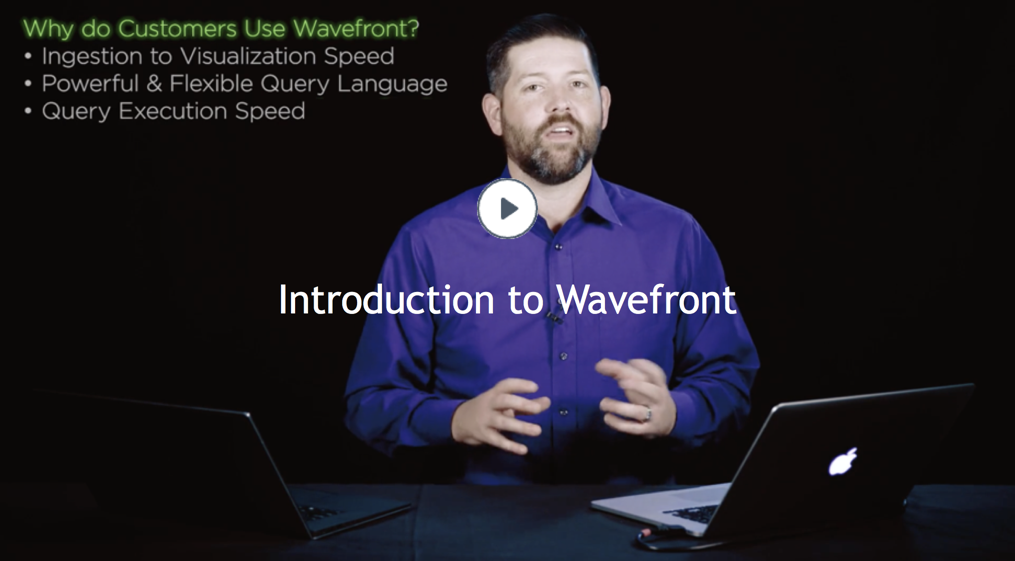 Why do Customers Use Wavefront?
• Ingestion to Visualization Speed
• Powerful & Flexible Query Language
• Query Execution Speed
Introduction to Wavefront